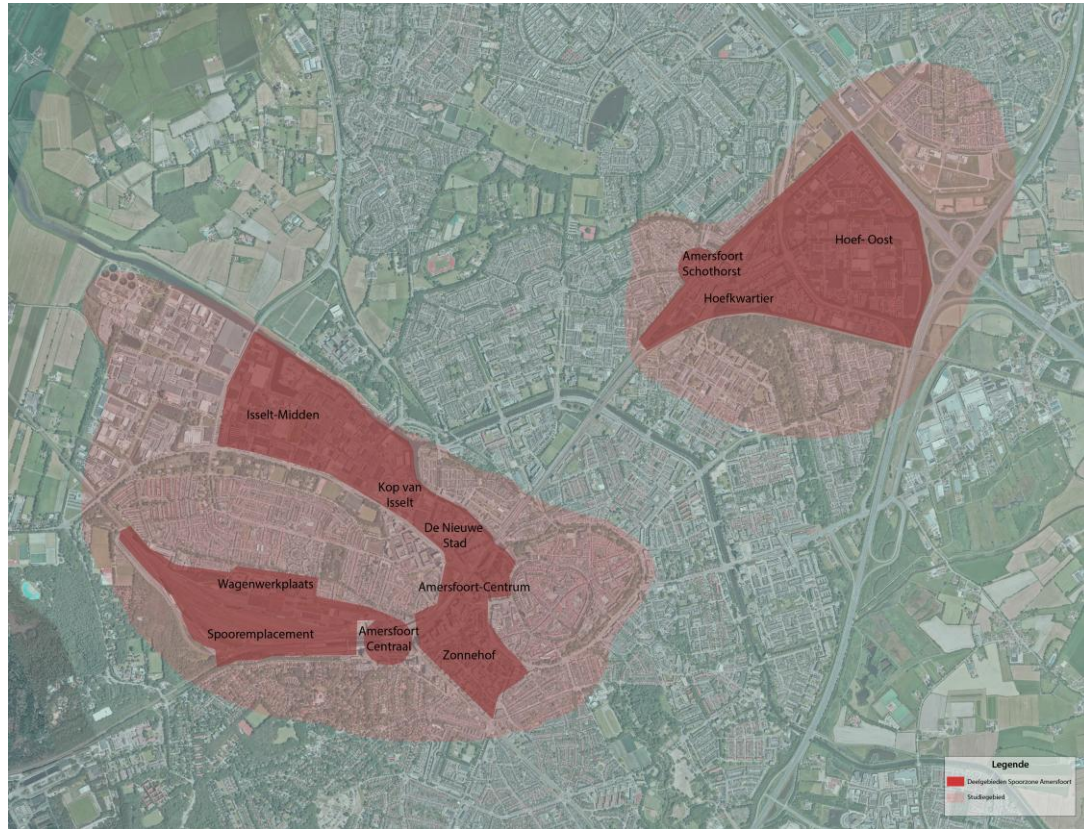 Hoef- Oost
Amersfoort
Schothorst
Hoefkwartier
Isselt-Midden
Kop van
Isselt
De Nieuwe
Stad
Wagenwerkplaats
Amersfoort-Centrum
Spooremplacement
Amersfoort
Centraal
Zonnehof
Legende
Deelgebieden Spoorzone Amersfoort
Studiegebied